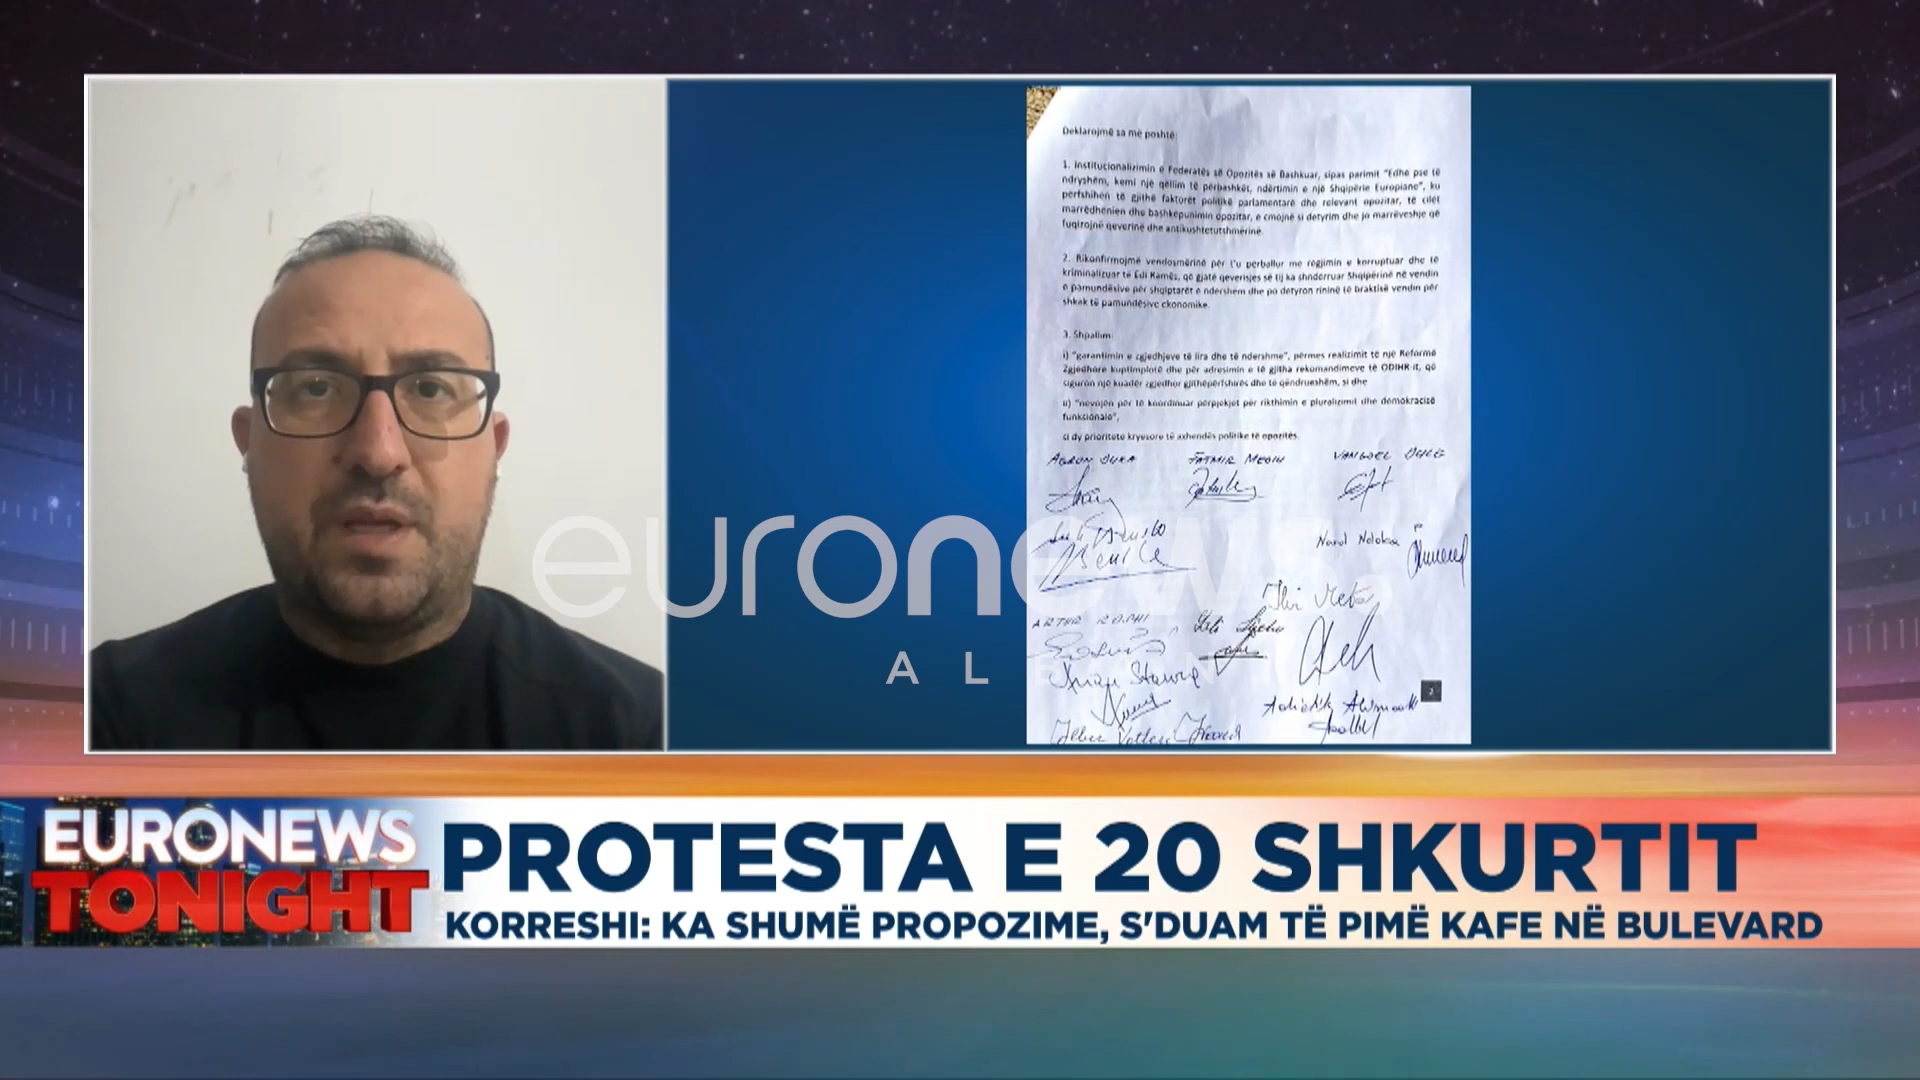 Deklarojmë sa më poshtë:
1. Institucionalizimin e Federatës së Opozitës së Bashkuar, sipas parimit "Edhe pse të
ndryshëm, kemi një qëllim të përbashkët, ndërtimin e një Shqipërie Europiane", ku
përfshihen të gjithë faktorët politikë parlamentarë dhe relevant opozitar, të cilët
marrëdhënien dhe bashkëpunimin opozitar, e çmojnë si detyrim dhe jo marrëveshje që
fuqizojnë qeverinë dhe antikushtetutshmërinë.
2. Rikonfirmojmë vendosmërinë për t'u përballur me regjimin e korruptuar dhe të
kriminalizuar të Edi Ramës, që gjatë qeverisjes së tij ka shndërruar Shqipërinë në vendin
e pamundësive për shqiptarët e ndershëm dhe po detyron rininë të braktisë vendin për
shkak të pamundësive ekonomike.
3. Shpallim:
i) "garantimin e zgjedhjeve të lira dhe të ndershme", përmes realizimit të një Reformë
Zgjedhore kuptimplotë dhe për adresimin e të gjitha rekomandimeve të ODIHR-it, që
siguron një kuadër zgjedhor gjithëpërfshirës dhe të qëndrueshëm, si dhe
ii) "nevojën për të koordinuar përpjekjet për rikthimin e pluralizmit dhe demokracisë
funksionale",
si dy prioritete kryesore të axhendës politike të opozitës.
AGRON DUKA FATMIR MEDIU VANGJEL DULE
Nard Ndoka
Ilir Meta
2
euronews
AL
EURONEWS
TONIGHT
PROTESTA E 20 SHKURTIT
KORRESHI: KA SHUMË PROPOZIME, S'DUAM TË PIMË KAFE NË BULEVARD